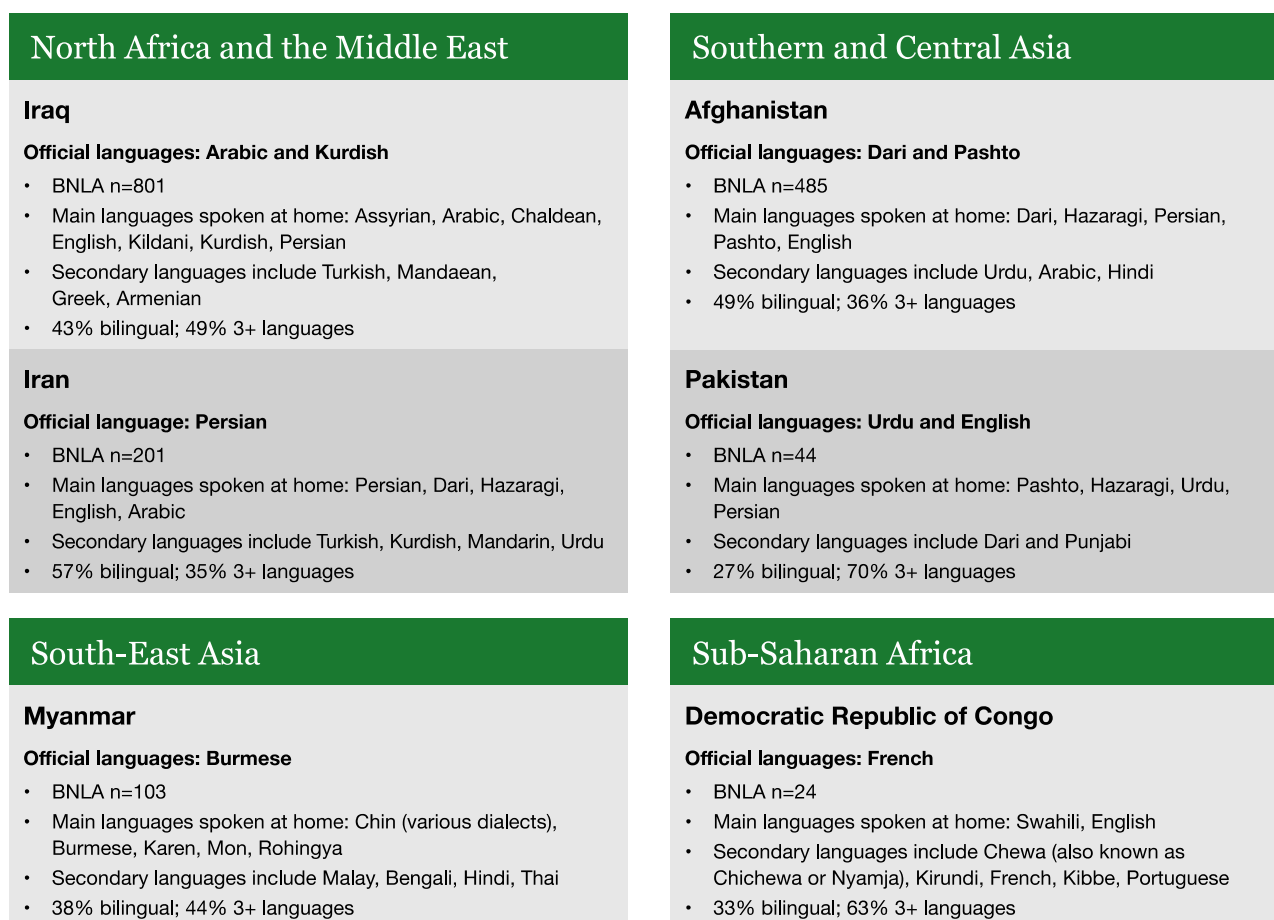 North Africa and the Middle East
Iraq
Official languages: Arabic and Kurdish
• BNLA n=801
• Main languages spoken at home: Assyrian, Arabic, Chaldean,
English, Kildani, Kurdish, Persian
• Secondary languages include Turkish, Mandaean,
Greek, Armenian
• 43% bilingual; 49% 3+ languages
Iran
Official language: Persian
• BNLA n=201
• Main languages spoken at home: Persian, Dari, Hazaragi,
English, Arabic
• Secondary languages include Turkish, Kurdish, Mandarin, Urdu
• 57% bilingual; 35% 3+ languages
Southern and Central Asia
Afghanistan
Official languages: Dari and Pashto
• BNLA n=485
• Main languages spoken at home: Dari, Hazaragi, Persian,
Pashto, English
• Secondary languages include Urdu, Arabic, Hindi
• 49% bilingual; 36% 3+ languages
Pakistan
Official languages: Urdu and English
• BNLA n=44
• Main languages spoken at home: Pashto, Hazaragi, Urdu,
Persian
• Secondary languages include Dari and Punjabi
• 27% bilingual; 70% 3+ languages
South-East Asia
Myanmar
Official languages: Burmese
• BNLA n=103
• Main languages spoken at home: Chin (various dialects),
Burmese, Karen, Mon, Rohingya
• Secondary languages include Malay, Bengali, Hindi, Thai
• 38% bilingual; 44% 3+ languages
Sub-Saharan Africa
Democratic Republic of Congo
Official languages: French
• BNLA n=24
• Main languages spoken at home: Swahili, English
• Secondary languages include Chewa (also known as
Chichewa or Nyamja), Kirundi, French, Kibbe, Portuguese
• 33% bilingual; 63% 3+ languages